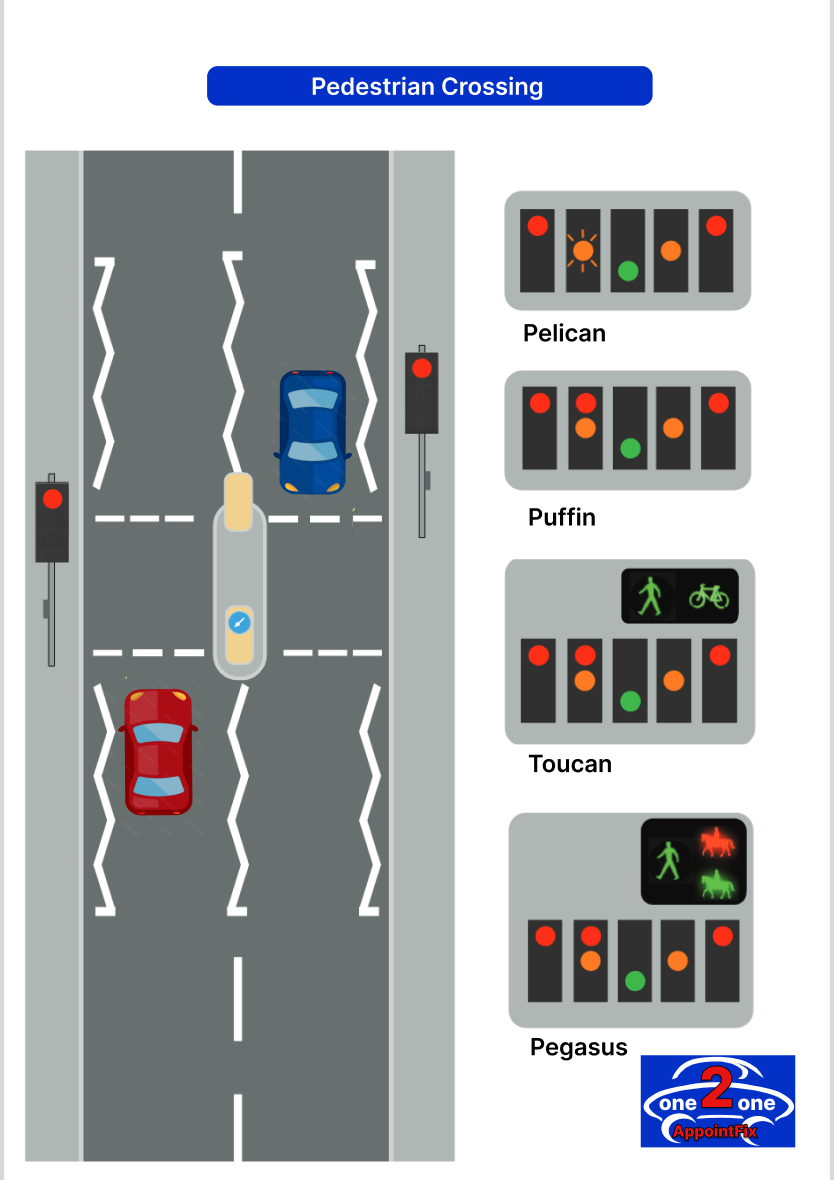 Pedestrian Crossing
Pelican
Puffin
Toucan
Pegasus
one 2 one
AppointFix